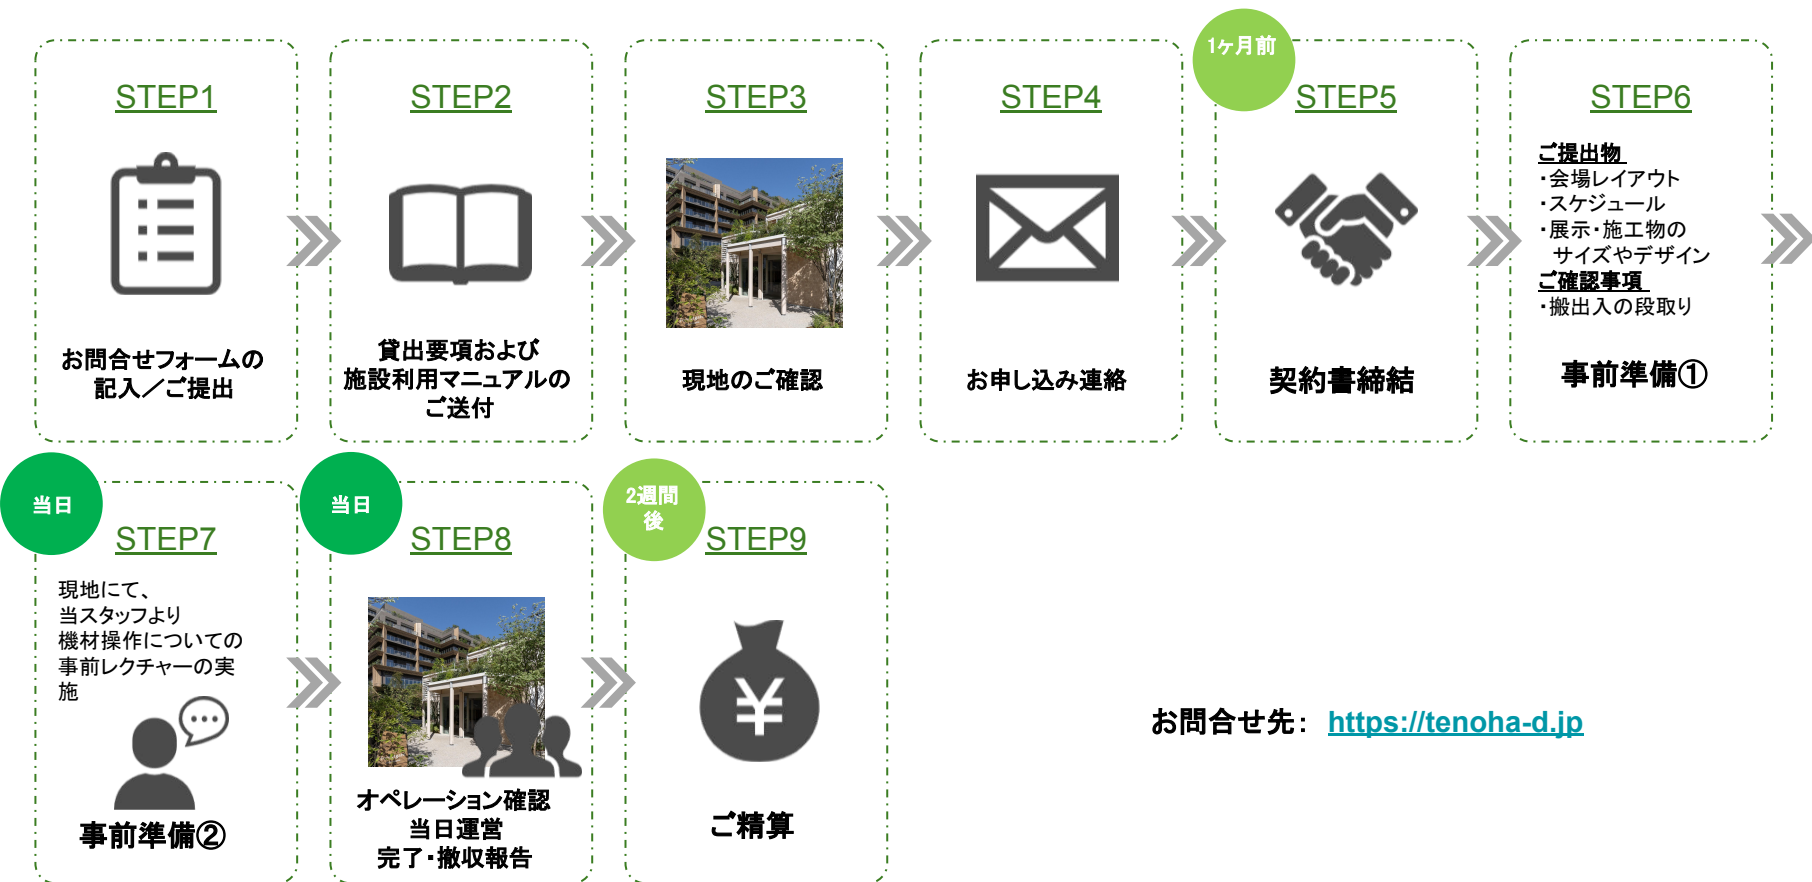 STEP1
お問合せフォームの
記入／ご提出
STEP2
貸出要項および
施設利用マニュアルの
ご送付
STEP3
現地のご確認
STEP4
お申し込み連絡
1ヶ月前
STEP5
契約書締結
STEP6
ご提出物
・会場レイアウト
・スケジュール
・展示・施工物の
サイズやデザイン
ご確認事項
・搬出入の段取り
事前準備①
当日
STEP7
現地にて、
当スタッフより
機材操作についての
事前レクチャーの実
施
事前準備②
当日
STEP8
オペレーション確認
当日運営
完了・撤収報告
2週間
後
STEP9
¥
ご精算
お問合せ先： https://tenoha-d.jp